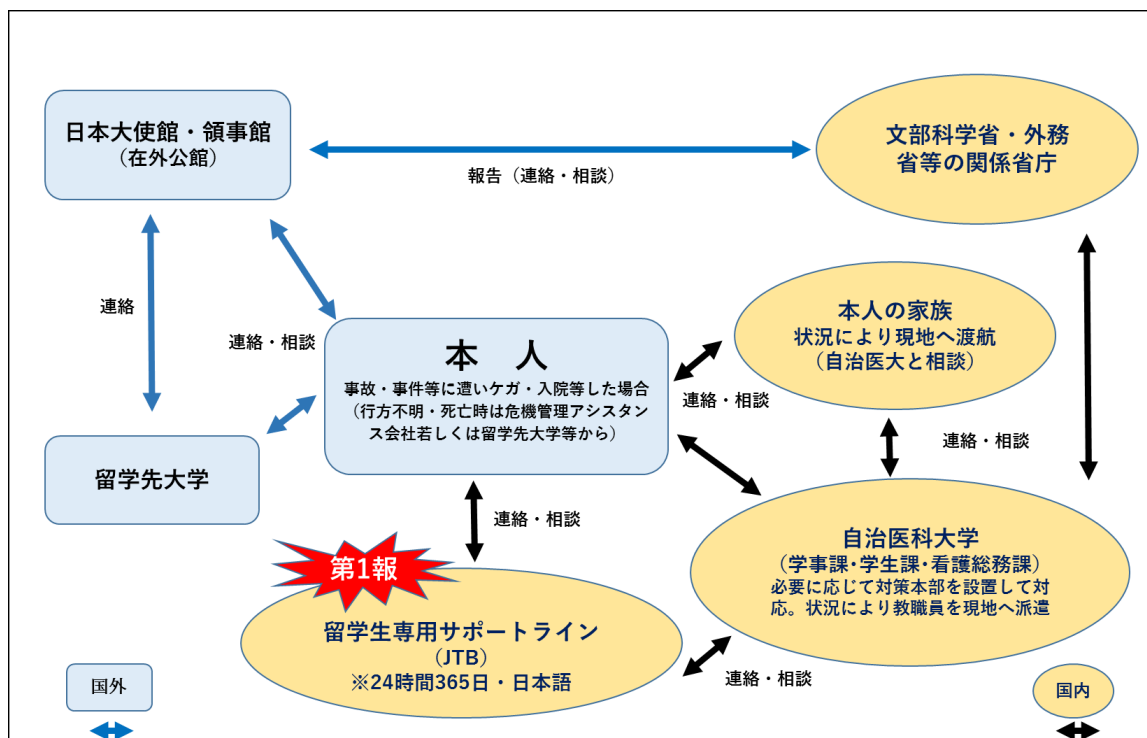 日本大使館・領事館
（在外公館）
文部科学省・外務
省等の関係省庁
報告（連絡・相談）
連絡
連絡・相談
本　人
事故・事件等に遭いケガ・入院等した場合
（行方不明・死亡時は危機管理アシスタン
ス会社若しくは留学先大学等から）
本人の家族
状況により現地へ渡航
（自治医大と相談）
連絡・相談
連絡・相談
留学先大学
連絡・相談
自治医科大学
（学事課・学生課・看護総務課）
必要に応じて対策本部を設置して対
応。状況により教職員を現地へ派遣
第1報
留学生専用サポートライン
（JTB）
※24時間365日・日本語
連絡・相談
国外
国内